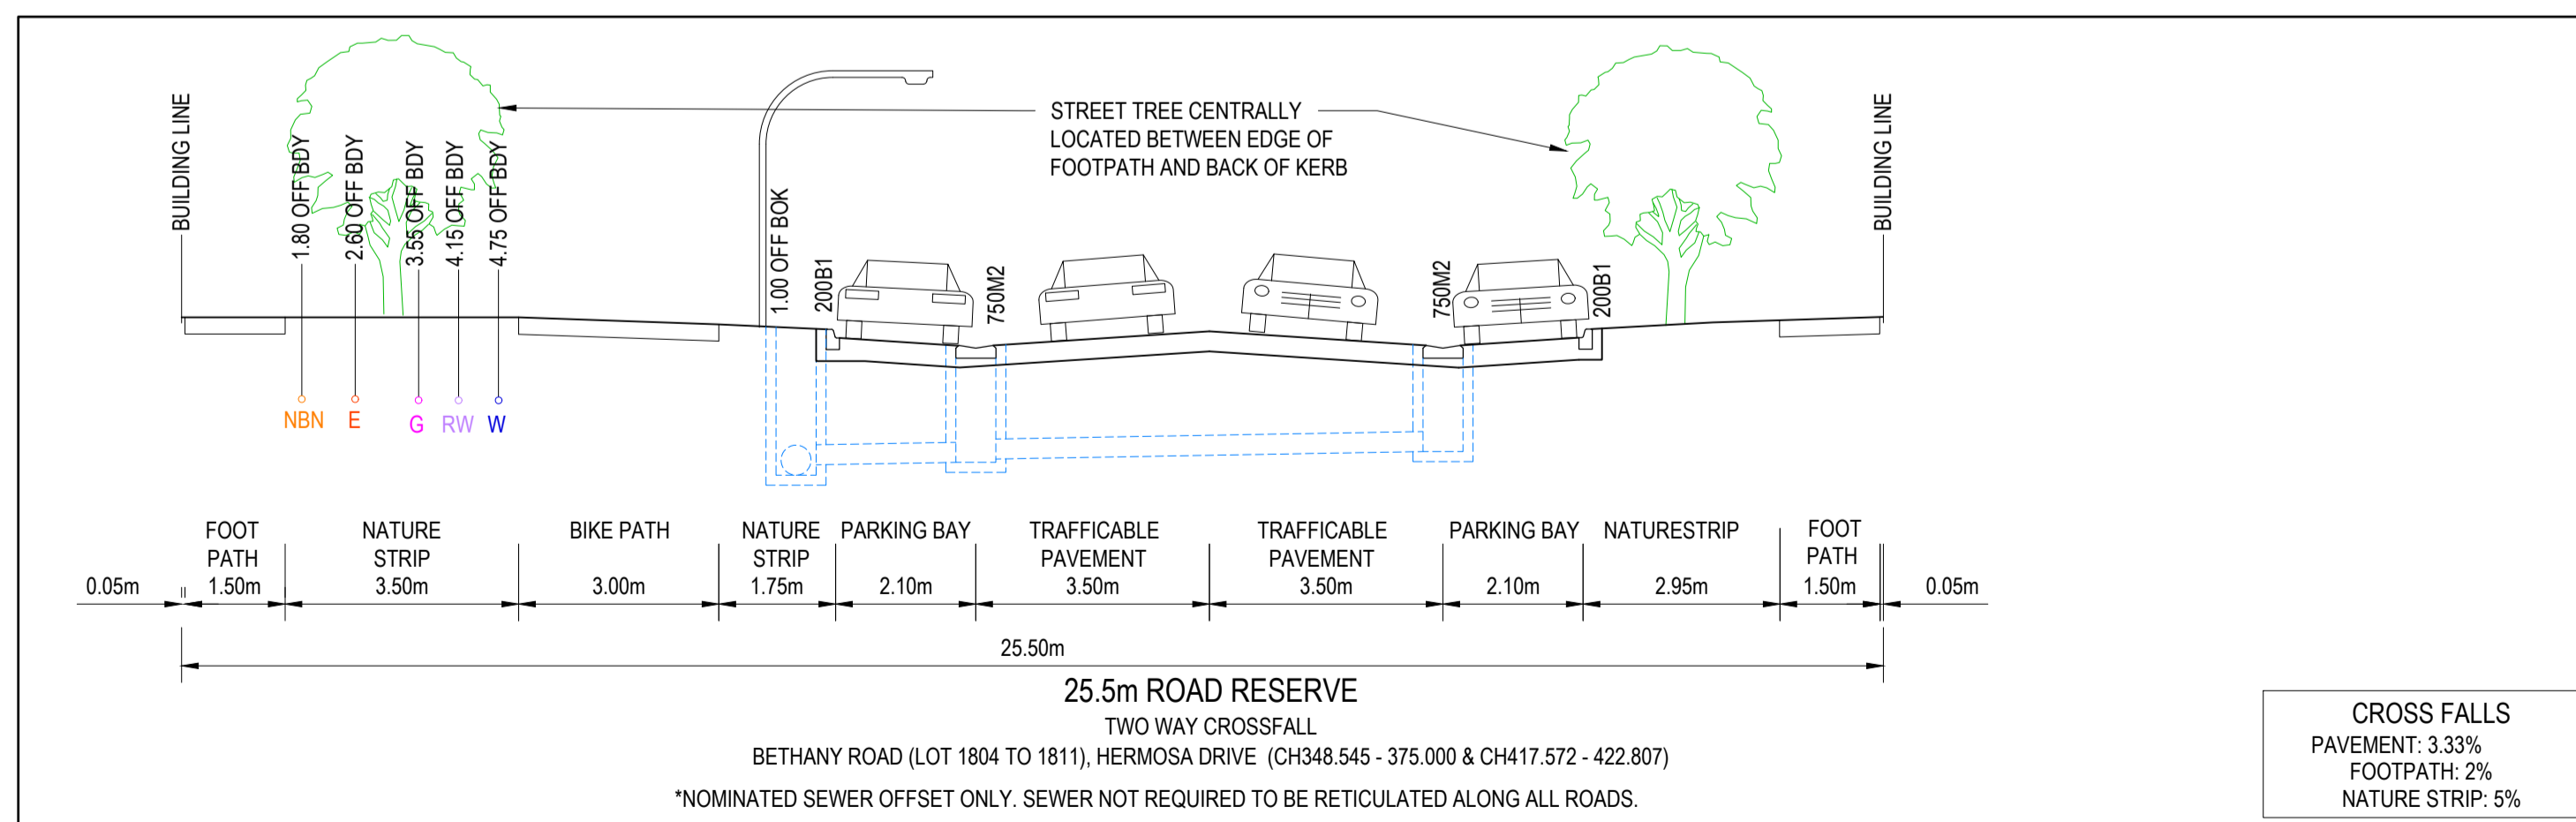 BUILDING LINE
1.80 OFF BDY
2.60 OFF BDY
3.55 OFF BDY
4.15 OFF BDY
4.75 OFF BDY
1.00 OFF BOK
200B1
750M2
STREET TREE CENTRALLY
LOCATED BETWEEN EDGE OF
FOOTPATH AND BACK OF KERB
750M2
200B1
BUILDING LINE
NBN
E
G
RW
W
FOOT
PATH
1.50m
NATURE
STRIP
3.50m
BIKE PATH
3.00m
NATURE
STRIP
1.75m
PARKING BAY
2.10m
TRAFFICABLE
PAVEMENT
3.50m
TRAFFICABLE
PAVEMENT
3.50m
PARKING BAY
2.10m
NATURESTRIP
2.95m
FOOT
PATH
1.50m
0.05m
0.05m
25.50m
25.5m ROAD RESERVE
TWO WAY CROSSFALL
BETHANY ROAD (LOT 1804 TO 1811), HERMOSA DRIVE (CH348.545 - 375.000 & CH417.572 - 422.807)
*NOMINATED SEWER OFFSET ONLY. SEWER NOT REQUIRED TO BE RETICULATED ALONG ALL ROADS.
CROSS FALLS
PAVEMENT: 3.33%
FOOTPATH: 2%
NATURE STRIP: 5%